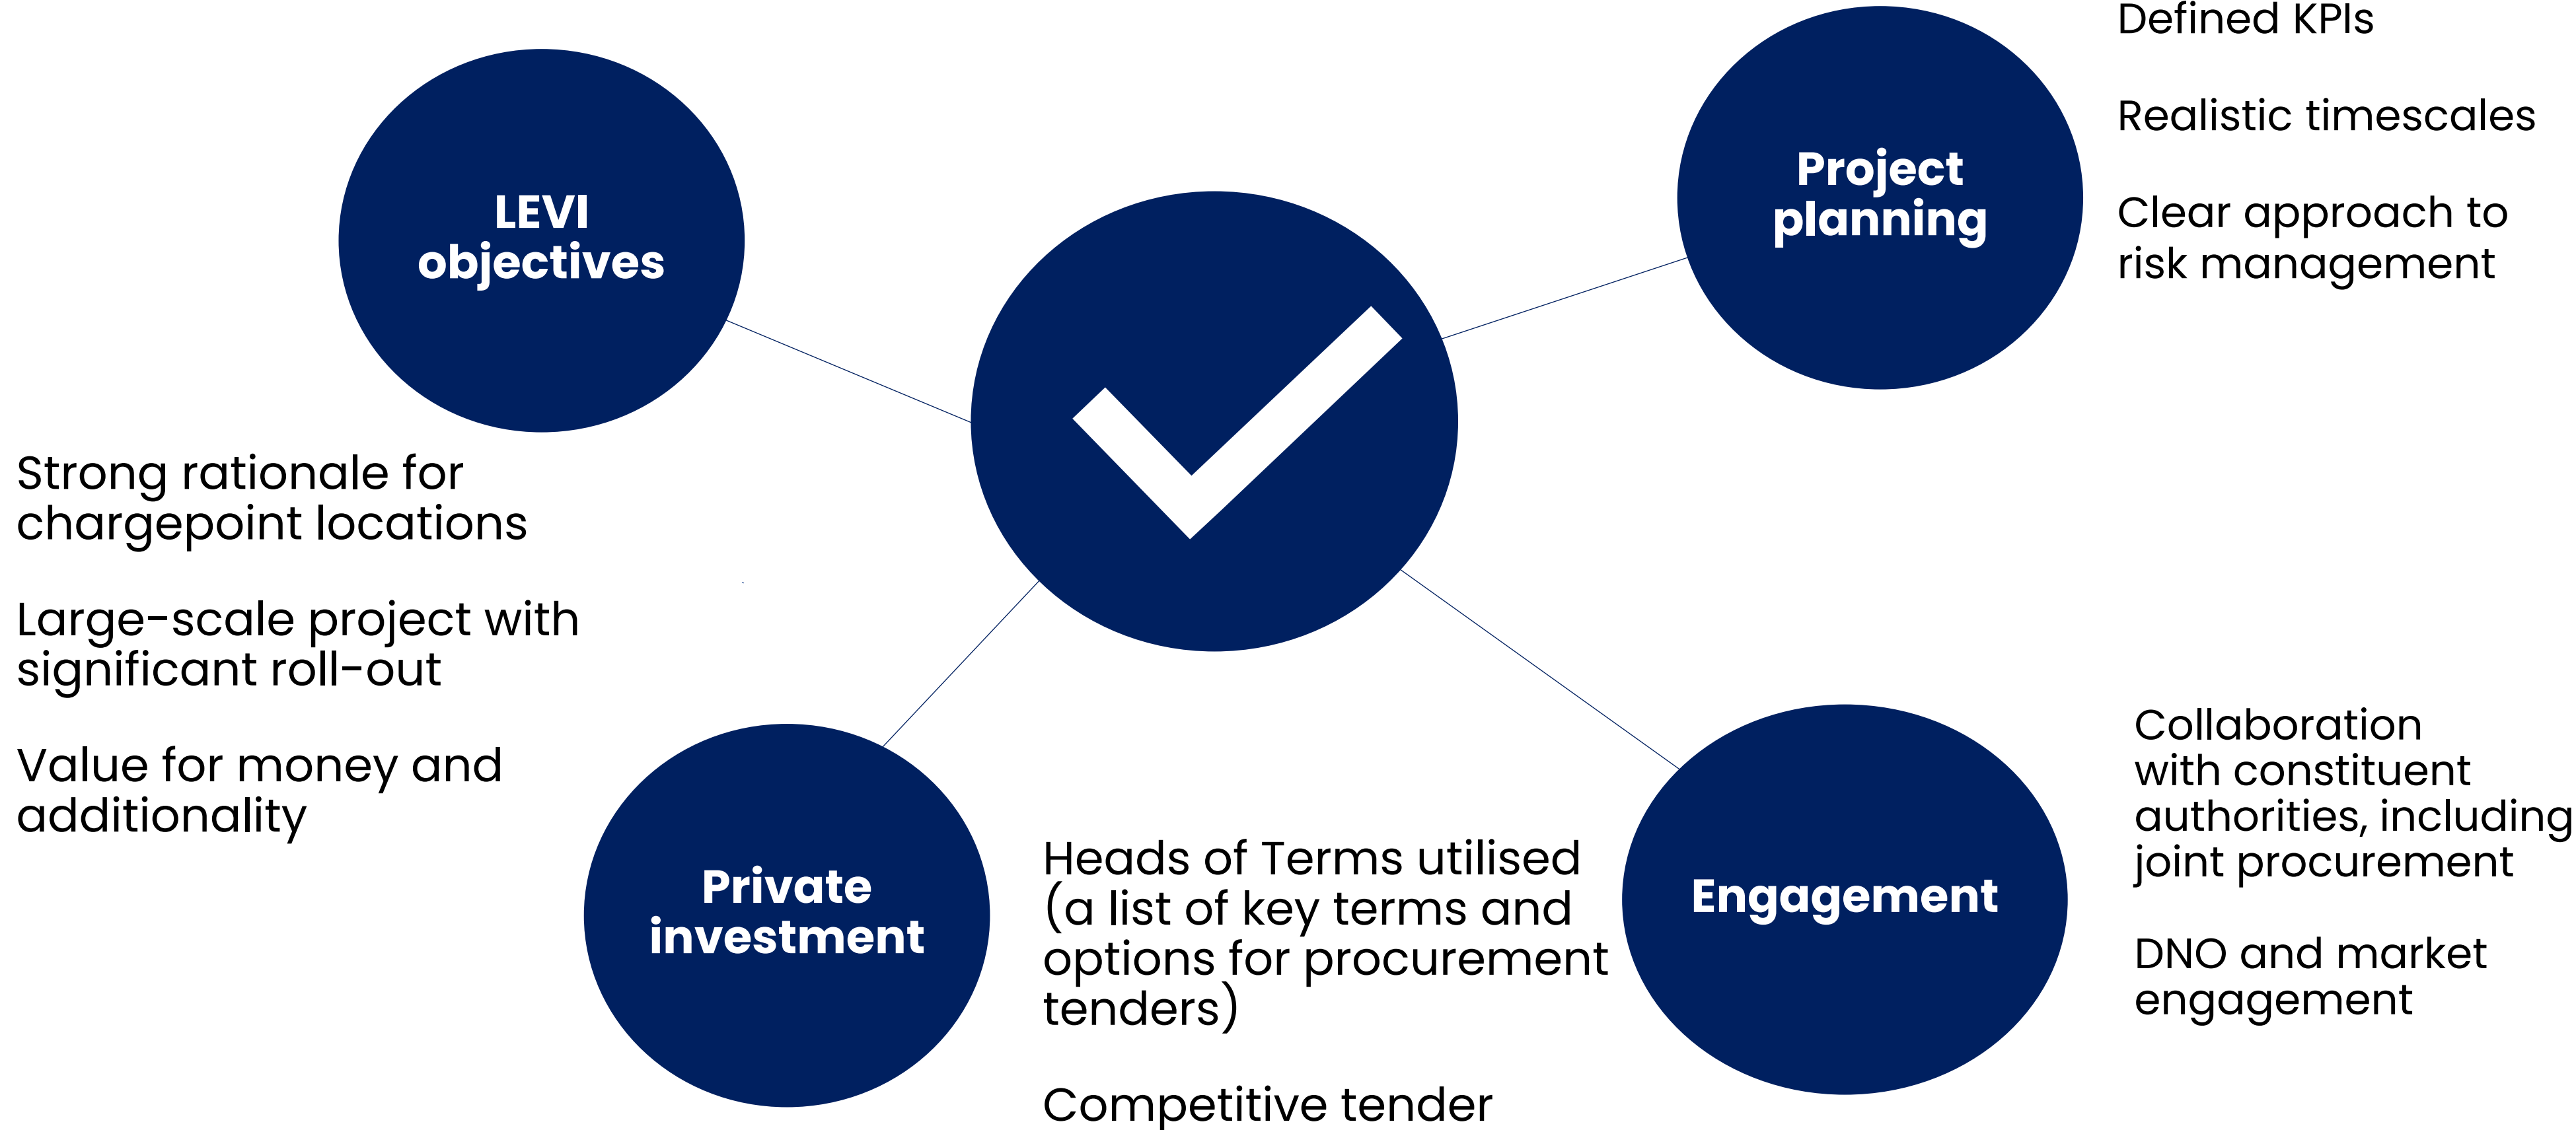 LEVI
objectives
Strong rationale for
chargepoint locations
Large-scale project with
significant roll-out
Value for money and
additionality
Project
planning
Defined KPIs
Realistic timescales
Clear approach to
risk management
Private
investment
Heads of Terms utilised
(a list of key terms and
options for procurement
tenders)
Competitive tender
Engagement
Collaboration
with constituent
authorities, including
joint procurement
DNO and market
engagement